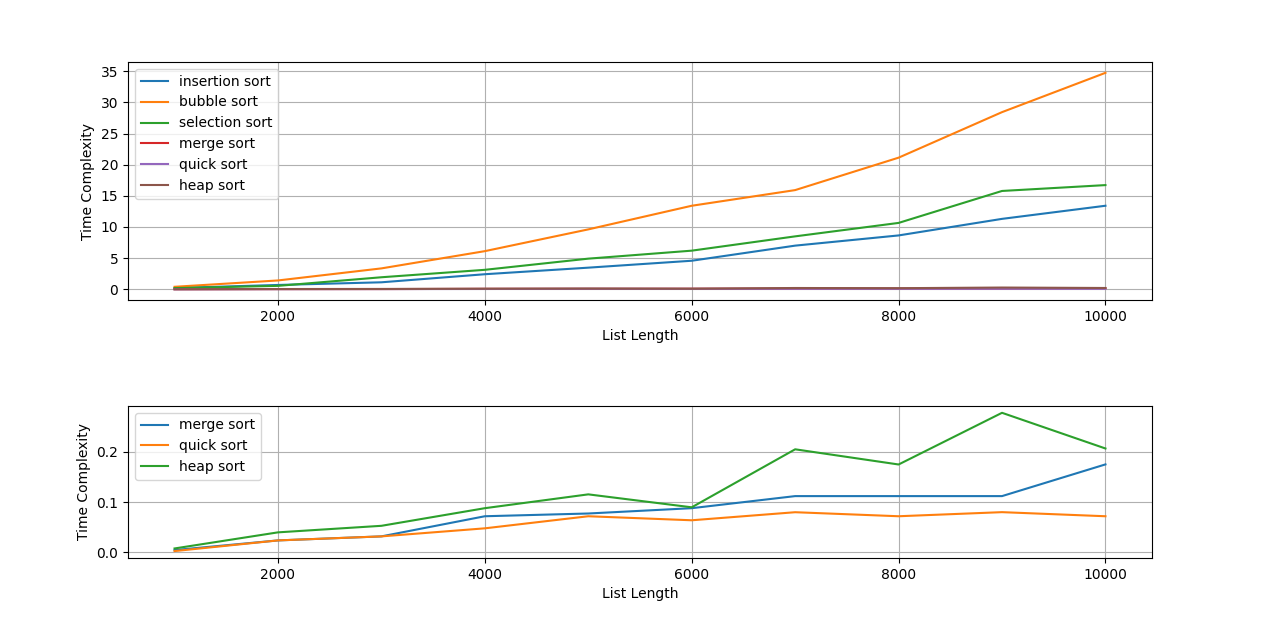 35
30
25
20
15
10
5
0
Time Complexity
insertion sort
bubble sort
selection sort
merge sort
quick sort
heap sort
2000 4000 6000 8000 10000
List Length
0.2
0.1
0.0
Time Complexity
merge sort
quick sort
heap sort
2000 4000 6000 8000 10000
List Length